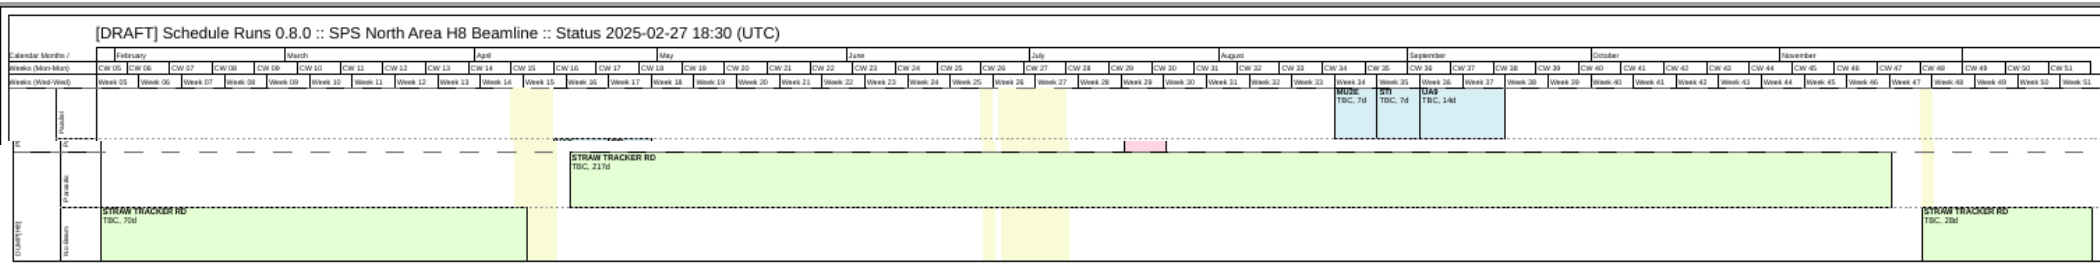 [DRAFT] Schedule Runs 0.8.0 :: SPS North Area H8 Beamline :: Status 2025-02-27 18:30 (UTC)
Calendar Months / February March April May June July August September October November
Weeks (Mon-Mon) CW 05 CW 06 CW 07 CW 08 CW 09 CW 10 CW 11 CW 12 CW 13 CW 14 CW 15 CW 16 CW 17 CW 18 CW 19 CW 20 CW 21 CW 22 CW 23 CW 24 CW 25 CW 26 CW 27 CW 28 CW 29 CW 30 CW 31 CW 32 CW 33 CW 34 CW 35 CW 36 CW 37 CW 38 CW 39 CW 40 CW 41 CW 42 CW 43 CW 44 CW 45 CW 46 CW 47 CW 48 CW 49 CW 50 CW 51
Weeks (Wed-Wed) Week 05 Week 06 Week 07 Week 08 Week 09 Week 10 Week 11 Week 12 Week 13 Week 14 Week 15 Week 16 Week 17 Week 18 Week 19 Week 20 Week 21 Week 22 Week 23 Week 24 Week 25 Week 26 Week 27 Week 28 Week 29 Week 30 Week 31 Week 32 Week 33 Week 34 Week 35 Week 36 Week 37 Week 38 Week 39 Week 40 Week 41 Week 42 Week 43 Week 44 Week 45 Week 46 Week 47 Week 48 Week 49 Week 50 Week 51
Parallel
MU2E STI UA9
TBC, 7d TBC, 7d TBC, 14d
Parasitic
STRAW TRACKER RD
TBC, 217d
DUMP[H8]
No Beam
STRAW TRACKER RD
TBC, 70d
STRAW TRACKER RD
TBC, 28d